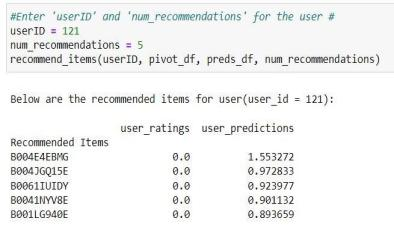 #Enter 'userID' and 'num_recommendations' for the user #
userID = 121
num_recommendations = 5
recommend_items(userID, pivot_df, preds_df, num_recommendations)
Below are the recommended items for user(user_id = 121):
user_ratings user_predictions
Recommended Items
B004E4EBMG 0.0 1.553272
B004JGQ15E 0.0 0.972833
B0061IUIDY 0.0 0.923977
B0041NYV8E 0.0 0.901132
B001LG940E 0.0 0.893659